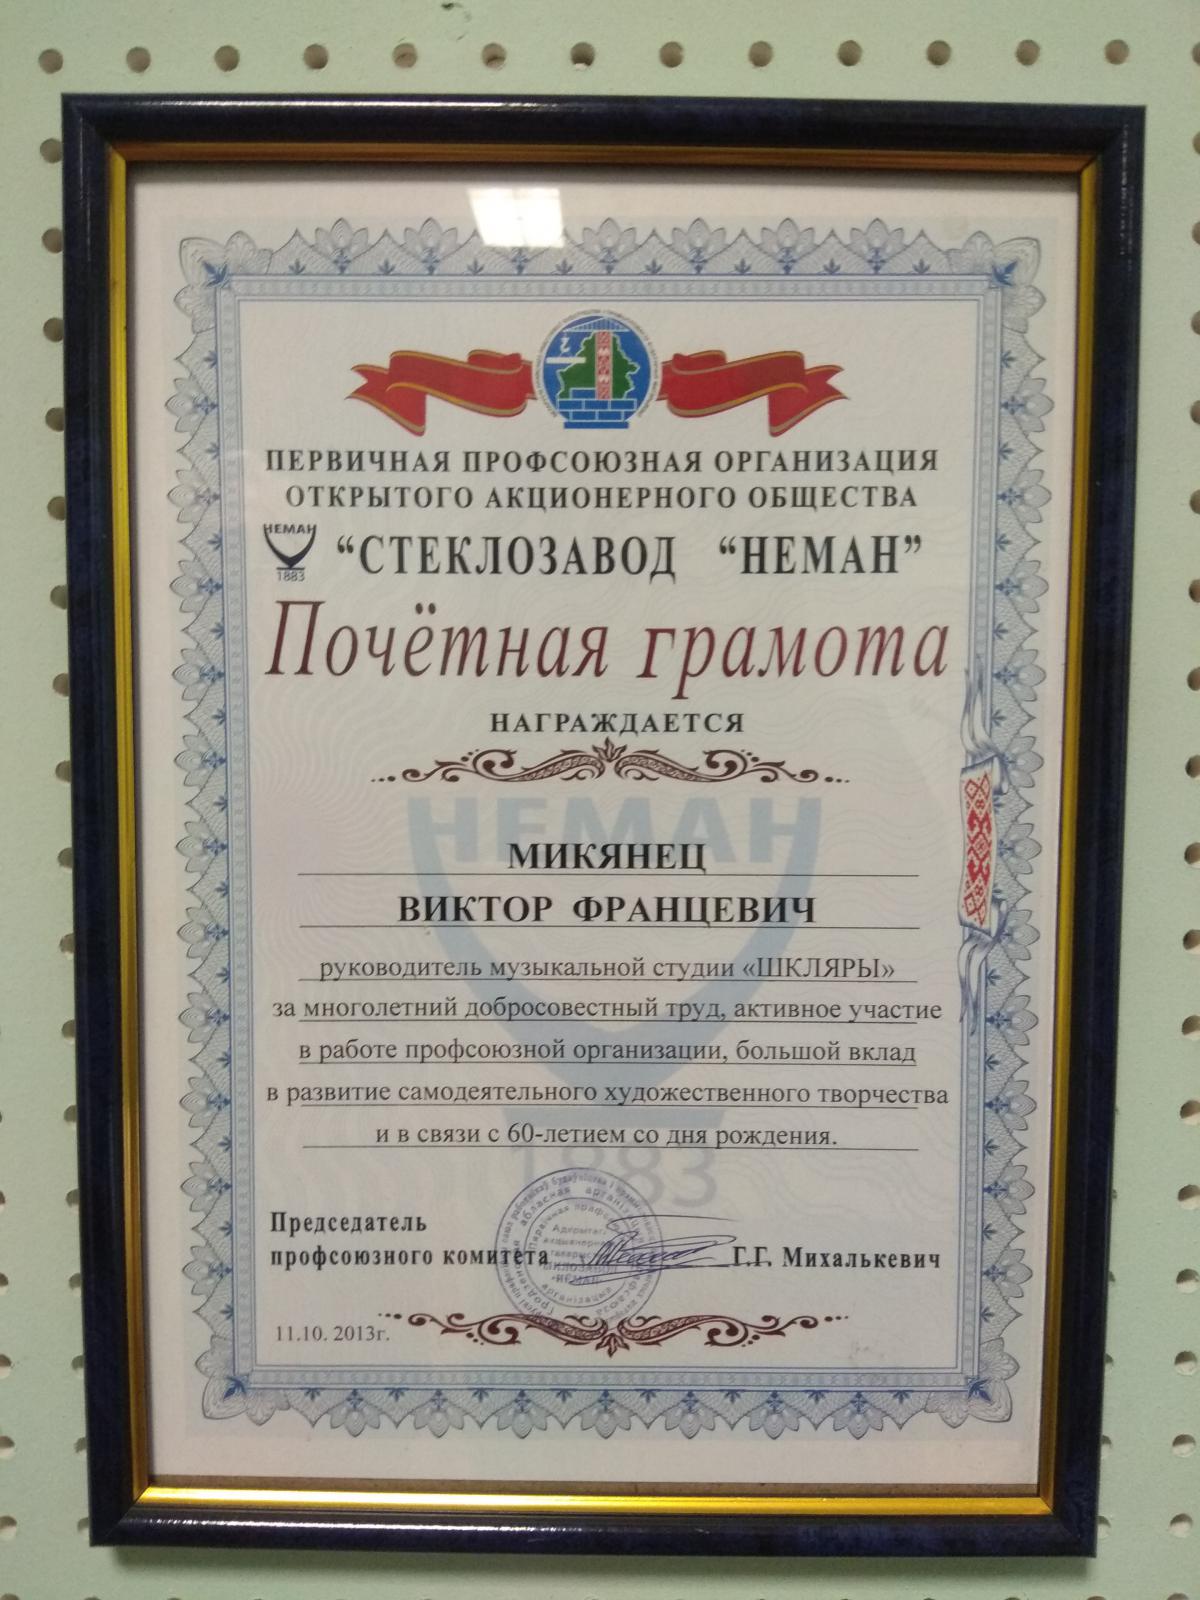 ПЕРВИЧНАЯ ПРОФСОЮЗНАЯ ОРГАНИЗАЦИЯ
ОТКРЫТОГО АКЦИОНЕРНОГО ОБЩЕСТВА
НЕМАН
1883
“СТЕКЛОЗАВОД “НЕМАН”
Почётная грамота
НАГРАЖДАЕТСЯ
НЕМАН
МИКЯНЕЦ
ВИКТОР ФРАНЦЕВИЧ
руководитель музыкальной студии «ШКЛЯРЫ»
за многолетний добросовестный труд, активное участие
в работе профсоюзной организации, большой вклад
в развитие самодеятельного художественного творчества
и в связи с 60-летием со дня рождения.
1883
Председатель
профсоюзного комитета Г.Г. Михалькевич
11.10. 2013г.